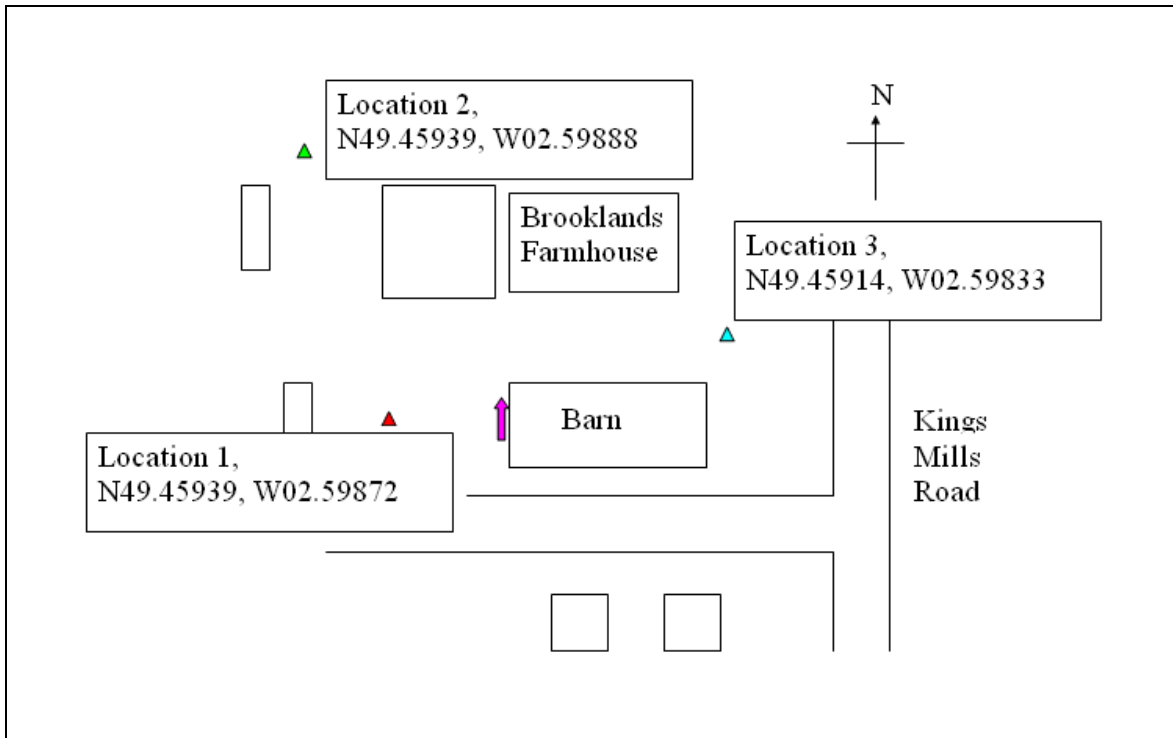 Location 2,
N49.45939, W02.59888
N
Brooklands
Farmhouse
Location 3,
N49.45914, W02.59833
Barn
Kings
Mills
Road
Location 1,
N49.45939, W02.59872